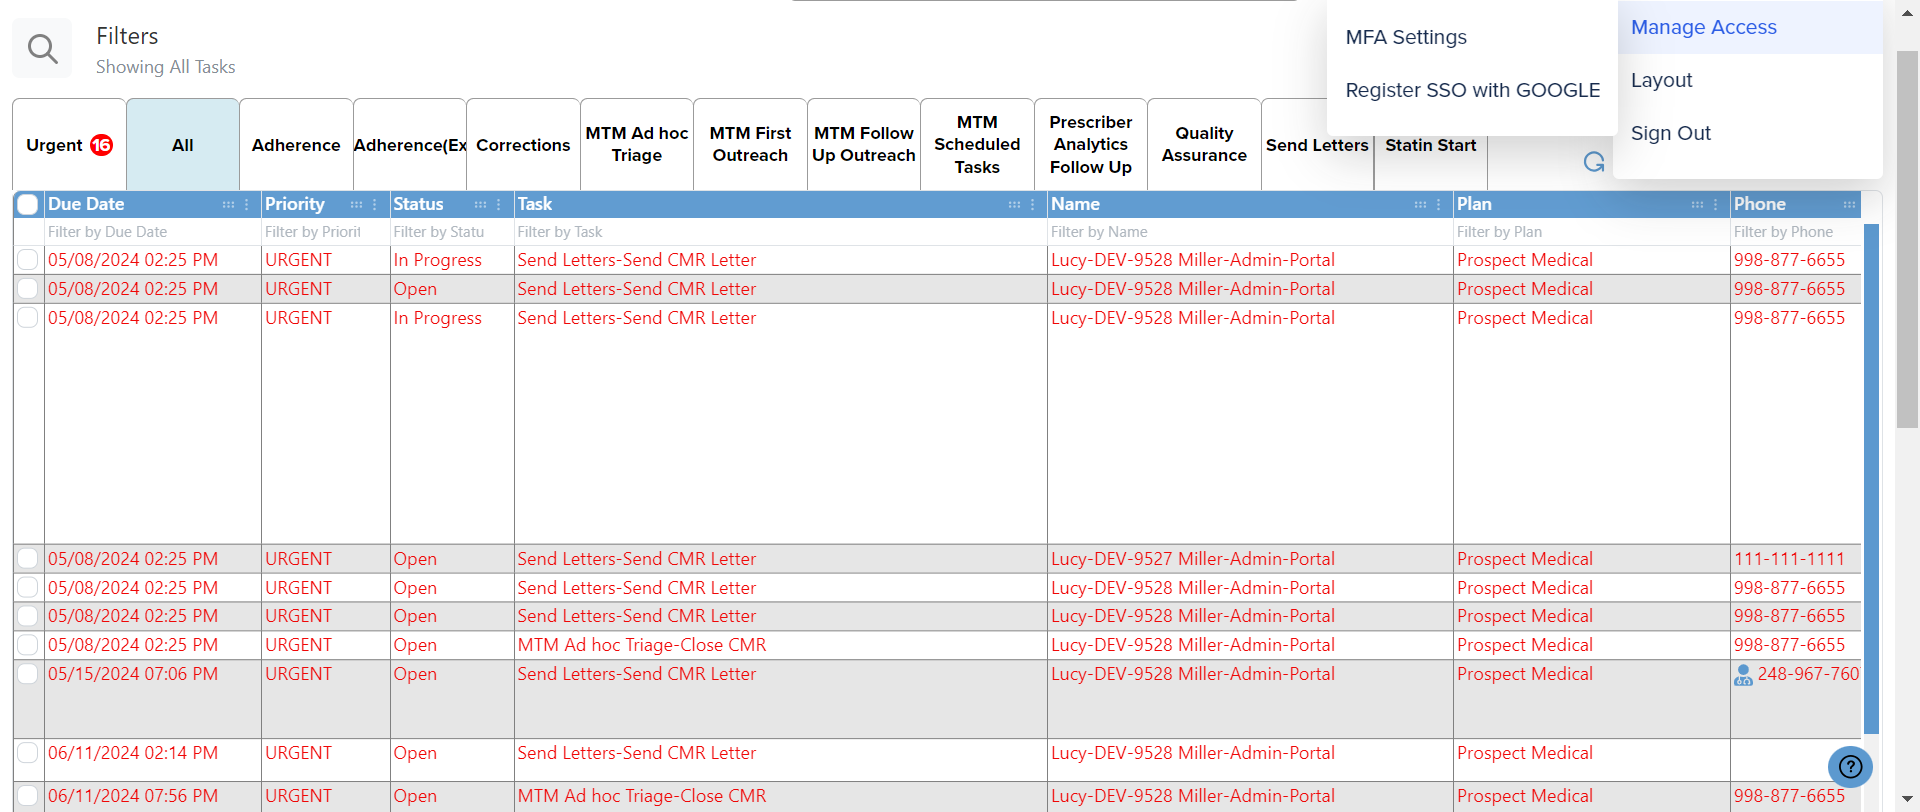 Filters
Showing All Tasks
MFA Settings
Register SSO with GOOGLE
Manage Access
Layout
Sign Out
Urgent 16
All
Adherence
Adherence(Ex
Corrections
MTM Ad hoc
Triage
MTM First
Outreach
MTM Follow
Up Outreach
MTM
Scheduled
Tasks
Prescriber
Analytics
Follow Up
Quality
Assurance
Send Letters
Statin Start
Due Date Priority Status Task Name Plan Phone
Filter by Due Date Filter by Priorit Filter by Statu Filter by Task Filter by Name Filter by Plan Filter by Phone
05/08/2024 02:25 PM URGENT In Progress Send Letters-Send CMR Letter Lucy-DEV-9528 Miller-Admin-Portal Prospect Medical 998-877-6655
05/08/2024 02:25 PM URGENT Open Send Letters-Send CMR Letter Lucy-DEV-9528 Miller-Admin-Portal Prospect Medical 998-877-6655
05/08/2024 02:25 PM URGENT In Progress Send Letters-Send CMR Letter Lucy-DEV-9528 Miller-Admin-Portal Prospect Medical 998-877-6655
05/08/2024 02:25 PM URGENT Open Send Letters-Send CMR Letter Lucy-DEV-9527 Miller-Admin-Portal Prospect Medical 111-111-1111
05/08/2024 02:25 PM URGENT Open Send Letters-Send CMR Letter Lucy-DEV-9528 Miller-Admin-Portal Prospect Medical 998-877-6655
05/08/2024 02:25 PM URGENT Open Send Letters-Send CMR Letter Lucy-DEV-9528 Miller-Admin-Portal Prospect Medical 998-877-6655
05/08/2024 02:25 PM URGENT Open MTM Ad hoc Triage-Close CMR Lucy-DEV-9528 Miller-Admin-Portal Prospect Medical 998-877-6655
05/15/2024 07:06 PM URGENT Open Send Letters-Send CMR Letter Lucy-DEV-9528 Miller-Admin-Portal Prospect Medical 248-967-760
06/11/2024 02:14 PM URGENT Open Send Letters-Send CMR Letter Lucy-DEV-9528 Miller-Admin-Portal Prospect Medical
06/11/2024 07:56 PM URGENT Open MTM Ad hoc Triage-Close CMR Lucy-DEV-9528 Miller-Admin-Portal Prospect Medical 998-877-6655